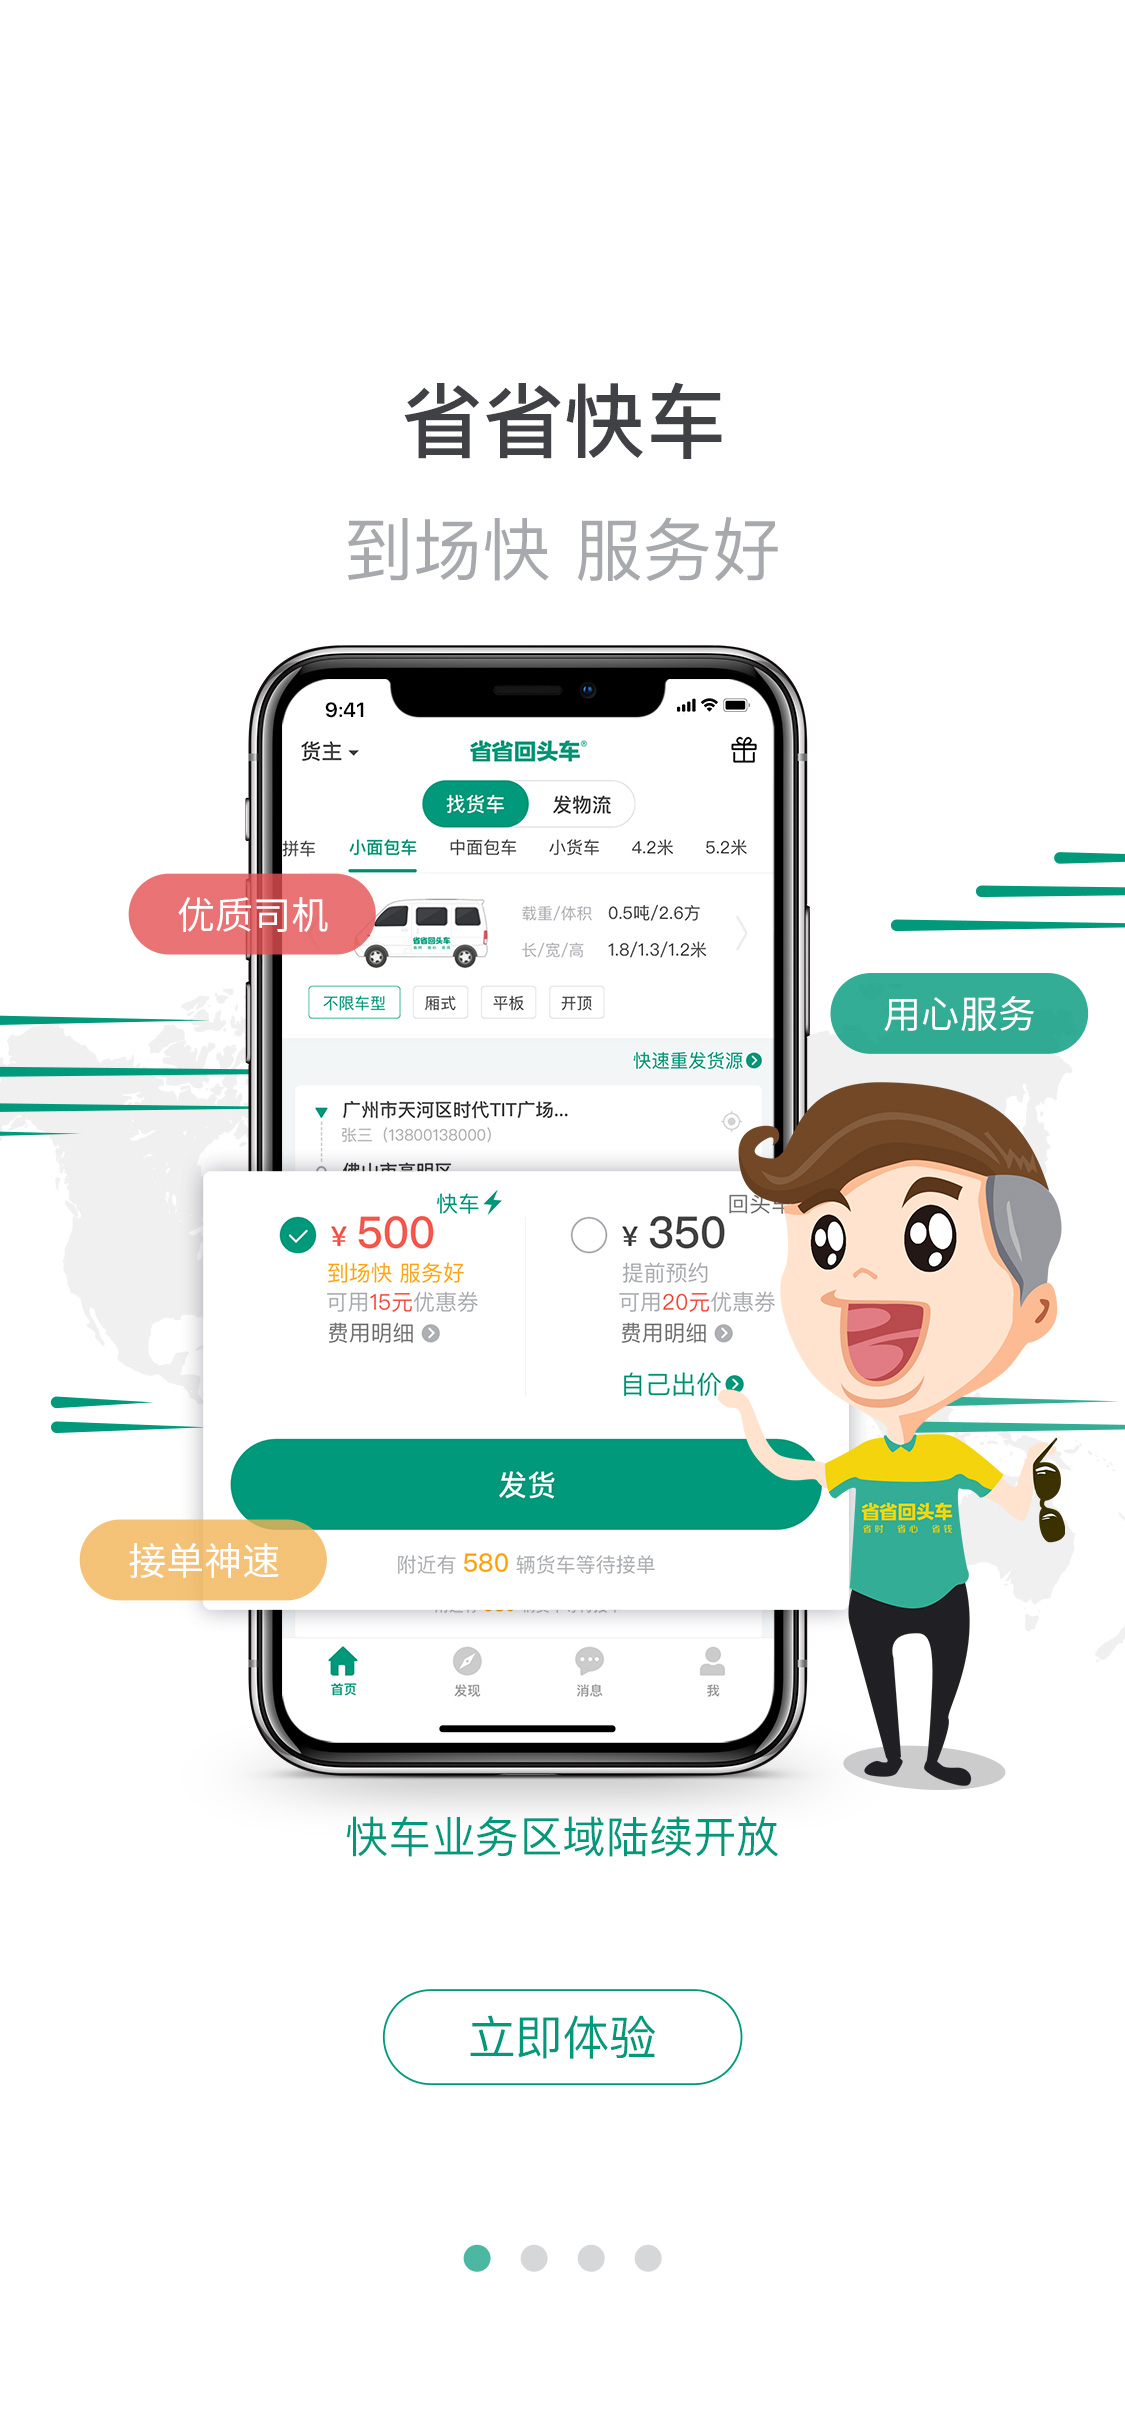 省省快车
到场快 服务好
9:41
货主
省省回头车®
找货车 发物流
拼车 小面包车 中面包车 小货车 4.2米 5.2米
优质司机
省省回头车
载重/体积 0.5吨/2.6方
长/宽/高 1.8/1.3/1.2米
不限车型 厢式 平板 开顶
用心服务
快速重发货源
广州市天河区时代TIT广场...
张三（13800138000）
佛山市高明区
快车
¥ 500
到场快 服务好
可用15元优惠券
费用明细
回头车
¥ 350
提前预约
可用20元优惠券
费用明细
自己出价
发货
省省回头车
省时 省心 省钱
接单神速
附近有 580 辆货车等待接单
首页 发现 消息 我
快车业务区域陆续开放
立即体验